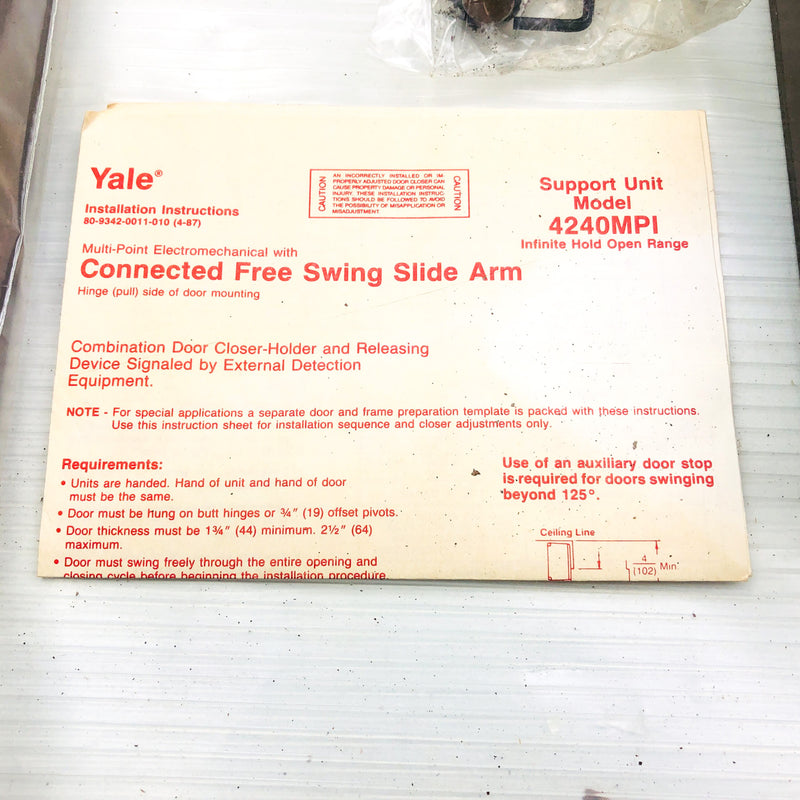 Yale®
Installation Instructions
80-9342-0011-010 (4-87)
CAUTION
AN INCORRECTLY INSTALLED OR IM-
PROPERLY ADJUSTED DOOR CLOSER CAN
CAUSE PROPERTY DAMAGE OR PERSONAL
INJURY. THESE INSTALLATION INSTRUC-
TIONS SHOULD BE FOLLOWED TO AVOID
THE POSSIBILITY OF MISAPPLICATION OR
MISADJUSTMENT.
CAUTION
Support Unit
Model
4240MPI
Infinite Hold Open Range
Multi-Point Electromechanical with
Connected Free Swing Slide Arm
Hinge (pull) side of door mounting
Combination Door Closer-Holder and Releasing
Device Signaled by External Detection
Equipment.
NOTE - For special applications a separate door and frame preparation template is packed with these instructions.
Use this instruction sheet for installation sequence and closer adjustments only.
Requirements:
• Units are handed. Hand of unit and hand of door
must be the same.
• Door must be hung on butt hinges or ¾" (19) offset pivots.
• Door thickness must be 1¾" (44) minimum. 2½" (64)
maximum.
• Door must swing freely through the entire opening and
closing cycle before beginning the installation procedure.
Use of an auxiliary door stop
is required for doors swinging
beyond 125°.
Ceiling Line
4
(102) Min.